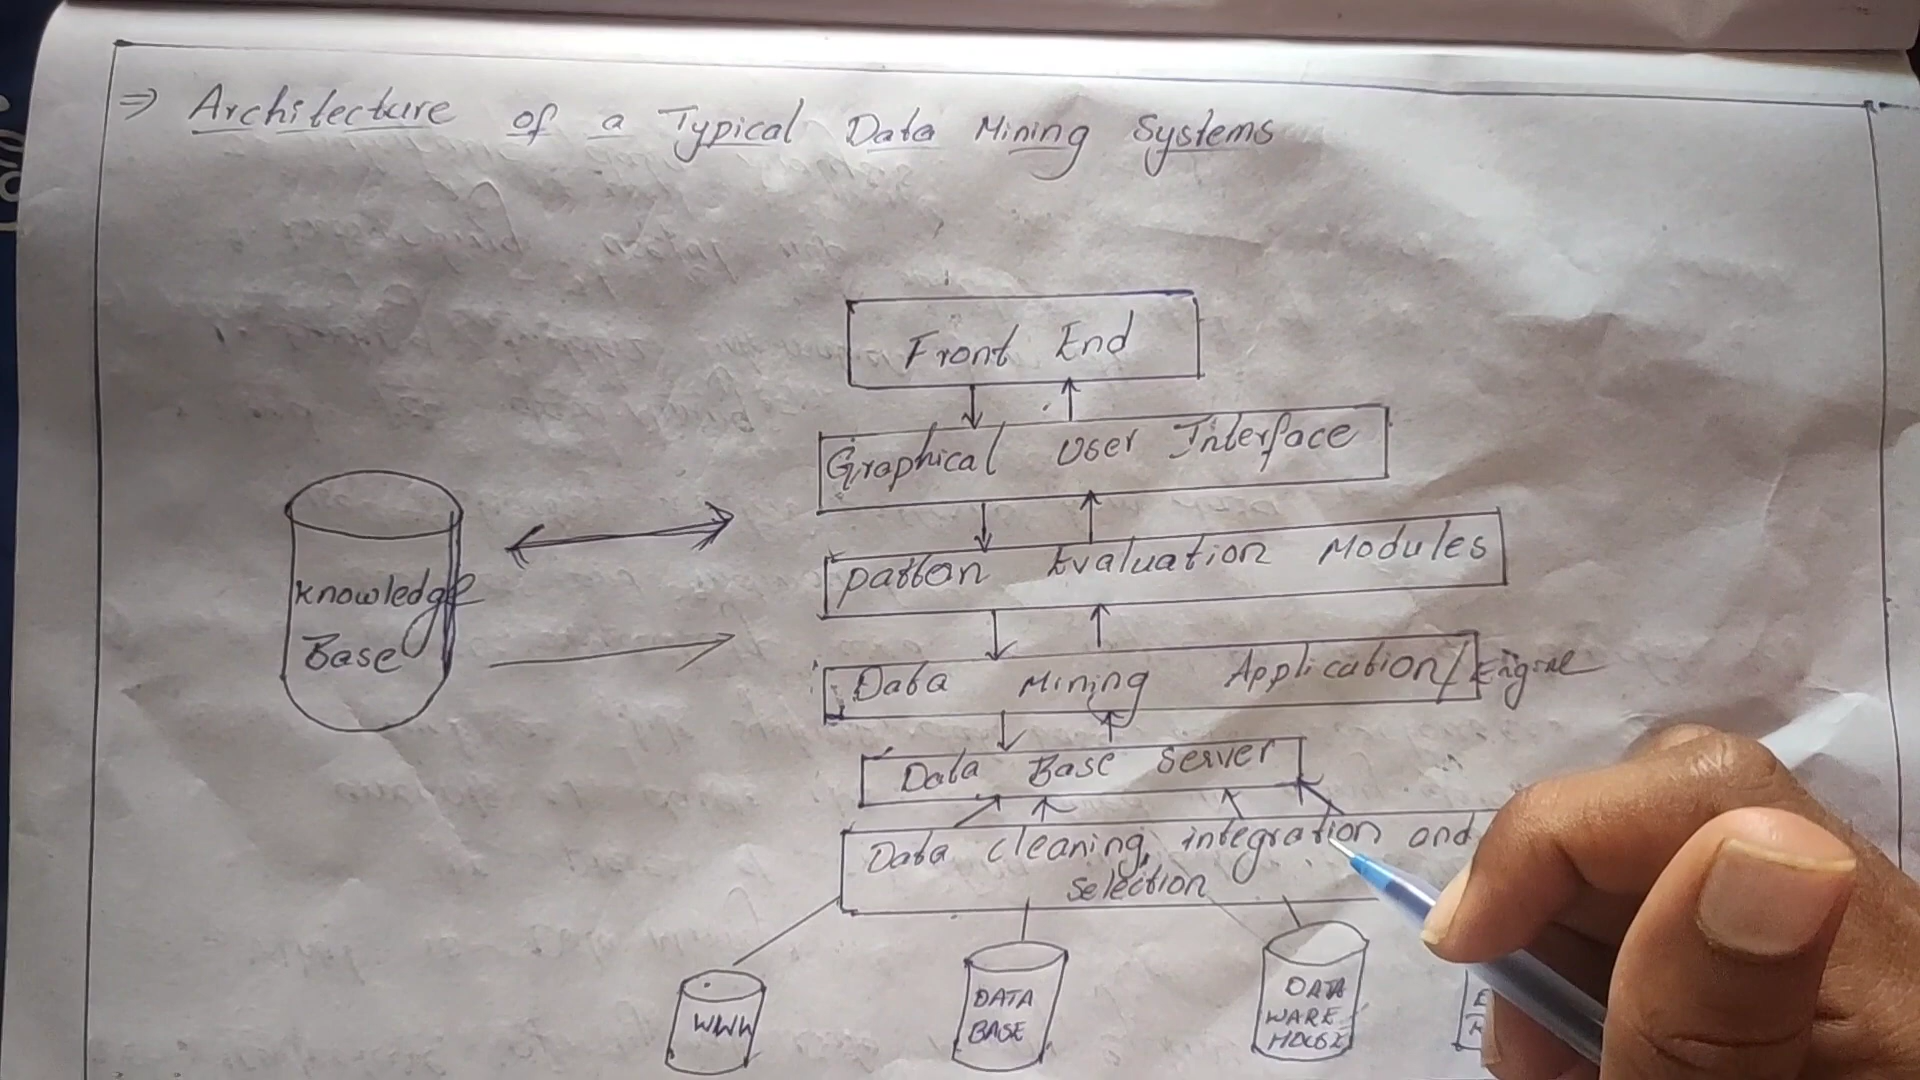 ⇒ Architecture of a Typical Data Mining Systems
Front End
Graphical User Interface
Evaluation Modules
Knowledge
Base
Data Mining Application/Engine
Data Base Server
Data cleaning, integration and
selection
WWW
DATA
BASE
DATA
WARE
HOUSE